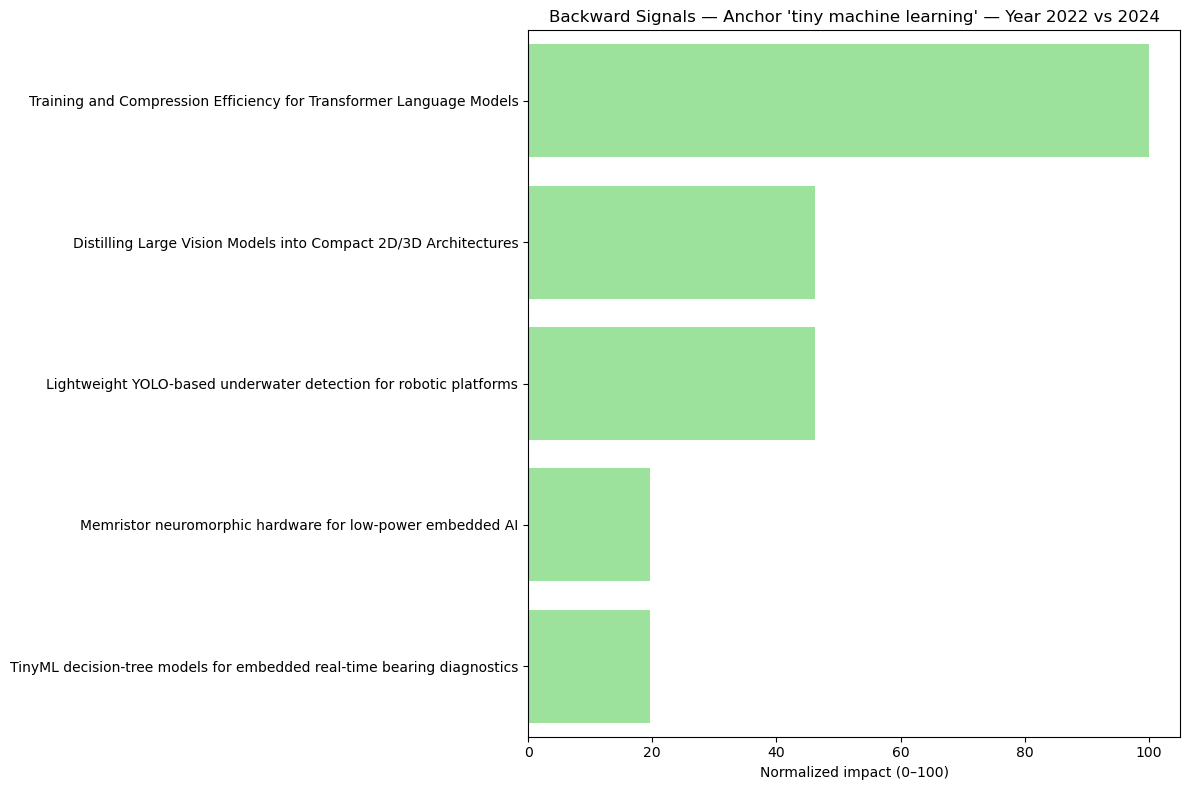 Backward Signals — Anchor 'tiny machine learning' — Year 2022 vs 2024
Training and Compression Efficiency for Transformer Language Models
Distilling Large Vision Models into Compact 2D/3D Architectures
Lightweight YOLO-based underwater detection for robotic platforms
Memristor neuromorphic hardware for low-power embedded AI
TinyML decision-tree models for embedded real-time bearing diagnostics
0 20 40 60 80 100
Normalized impact (0–100)